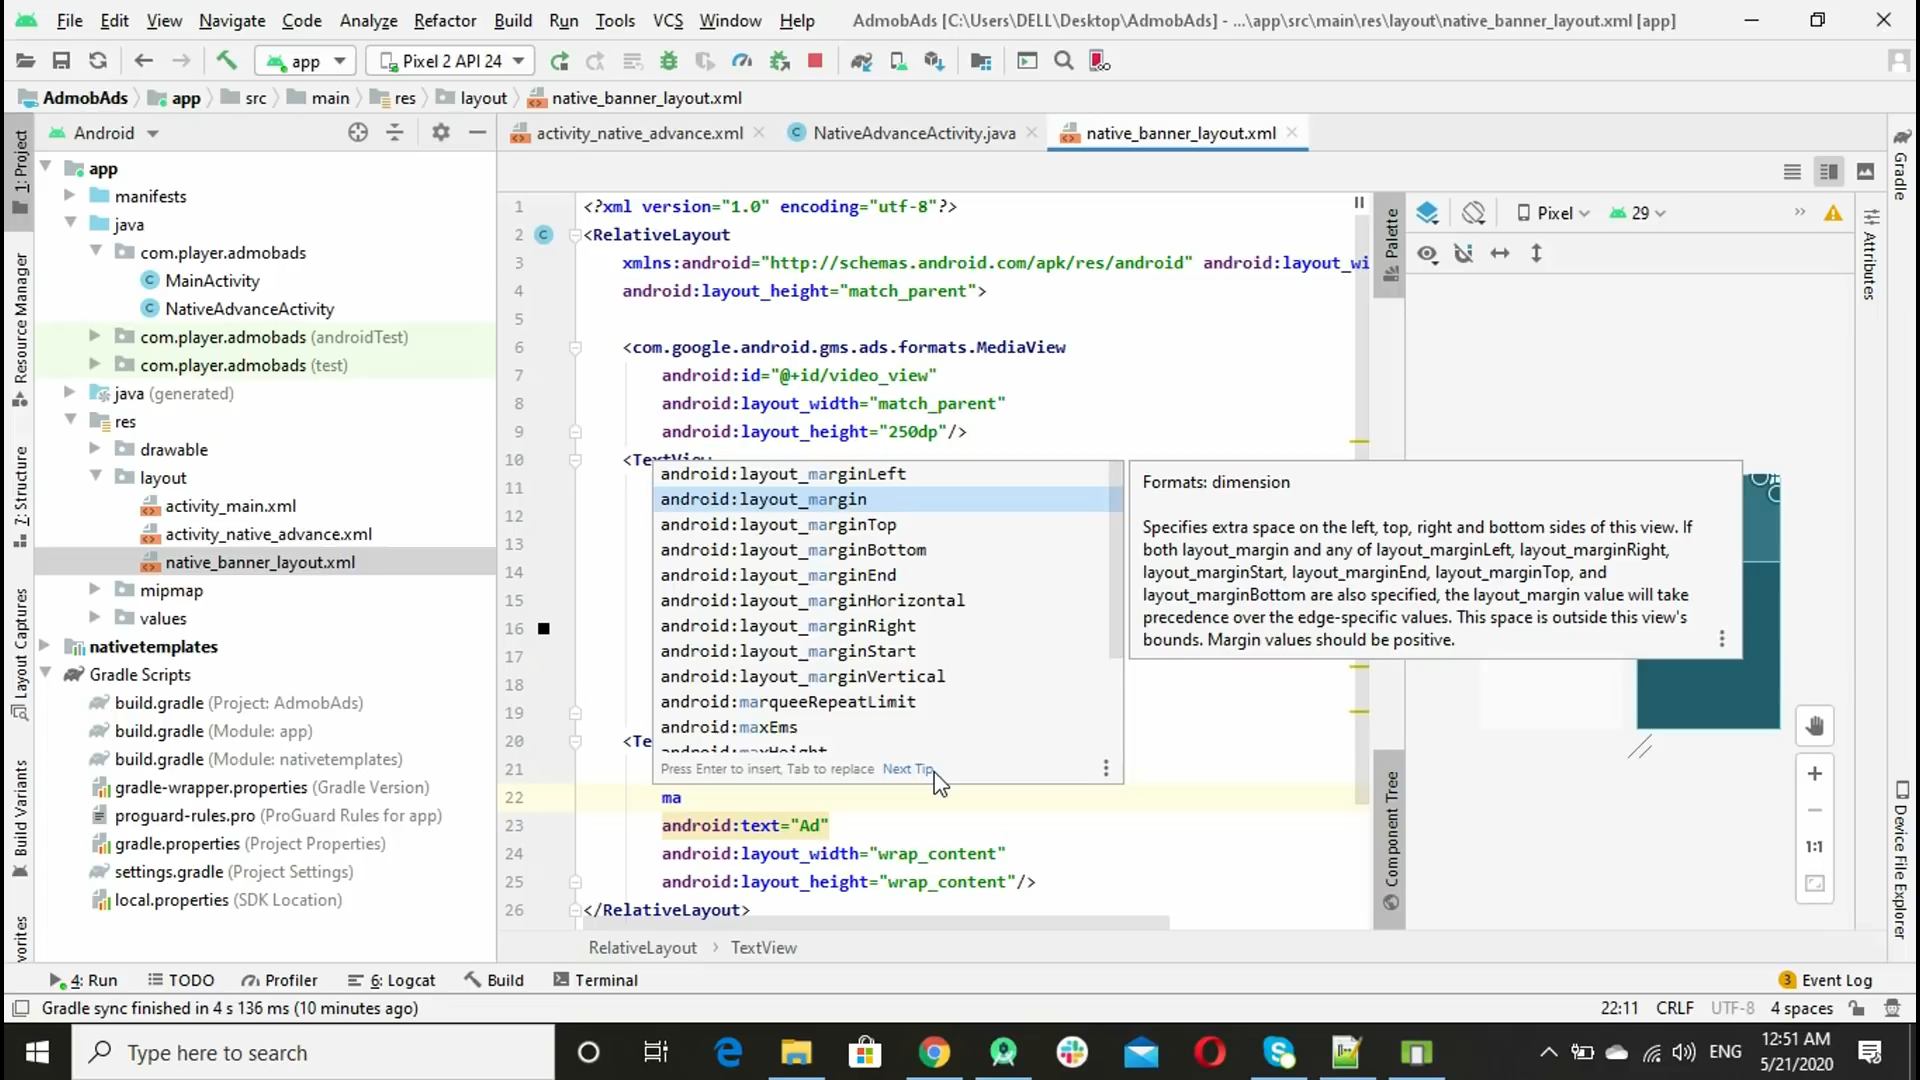 File Edit View Navigate Code Analyze Refactor Build Run Tools VCS Window Help AdmobAds [C:\Users\DELL\Desktop\AdmobAds] - ...\app\src\main\res\layout\native_banner_layout.xml [app]
app Pixel 2 API 24
AdmobAds app src main res layout native_banner_layout.xml
Android
activity_native_advance.xml NativeAdvanceActivity.java native_banner_layout.xml
1: Project
Resource Manager
7: Structure
Layout Captures
Build Variants
app
manifests
java
com.player.admobads
MainActivity
NativeAdvanceActivity
com.player.admobads (androidTest)
com.player.admobads (test)
java (generated)
res
drawable
layout
activity_main.xml
activity_native_advance.xml
native_banner_layout.xml
mipmap
values
nativetemplates
Gradle Scripts
build.gradle (Project: AdmobAds)
build.gradle (Module: app)
build.gradle (Module: nativetemplates)
gradle-wrapper.properties (Gradle Version)
proguard-rules.pro (ProGuard Rules for app)
gradle.properties (Project Properties)
settings.gradle (Project Settings)
local.properties (SDK Location)
1 <?xml version="1.0" encoding="utf-8"?>
2 <RelativeLayout
3 xmlns:android="http://schemas.android.com/apk/res/android" android:layout_wi
4 android:layout_height="match_parent">
5
6 <com.google.android.gms.ads.formats.MediaView
7 android:id="@+id/video_view"
8 android:layout_width="match_parent"
9 android:layout_height="250dp"/>
10 <TextView
11
12
13
14
15
16
17
18
19
20 <Te
21
22 ma
23 android:text="Ad"
24 android:layout_width="wrap_content"
25 android:layout_height="wrap_content"/>
26 </RelativeLayout>
android:layout_marginLeft
android:layout_margin
android:layout_marginTop
android:layout_marginBottom
android:layout_marginEnd
android:layout_marginHorizontal
android:layout_marginRight
android:layout_marginStart
android:layout_marginVertical
android:marqueeRepeatLimit
android:maxEms
android:maxHeight
Press Enter to insert, Tab to replace Next Tip
Formats: dimension
Specifies extra space on the left, top, right and bottom sides of this view. If
both layout_margin and any of layout_marginLeft, layout_marginRight,
layout_marginStart, layout_marginEnd, layout_marginTop, and
layout_marginBottom are also specified, the layout_margin value will take
precedence over the edge-specific values. This space is outside this view's
bounds. Margin values should be positive.
Palette
Component Tree
Pixel 29
1:1
Gradle
Attributes
Device File Explorer
RelativeLayout TextView
4: Run TODO Profiler 6: Logcat Build Terminal 3 Event Log
Gradle sync finished in 4 s 136 ms (10 minutes ago) 22:11 CRLF UTF-8 4 spaces
Type here to search ENG 12:51 AM
5/21/2020